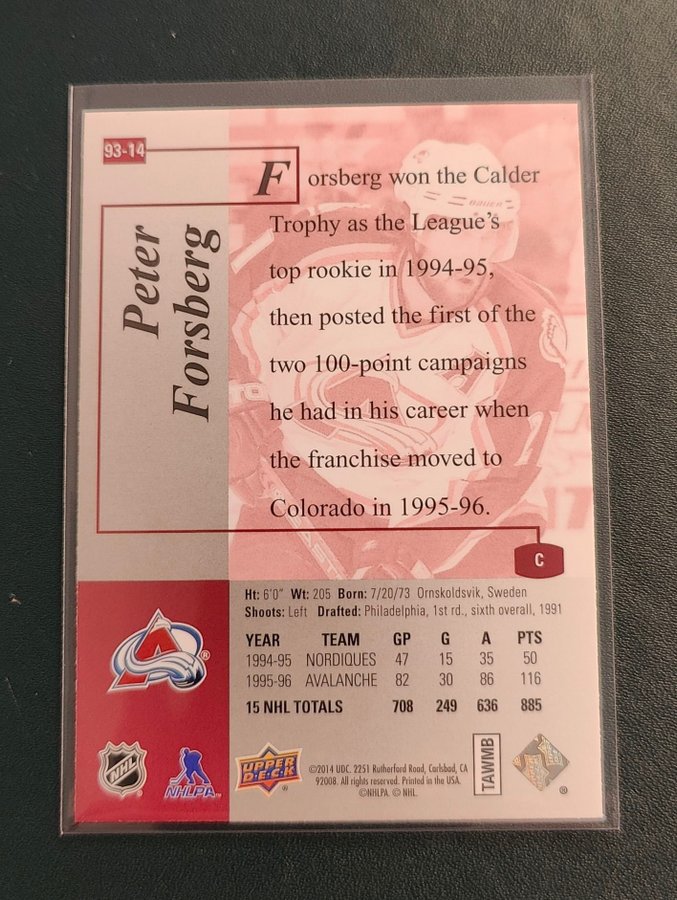 93-14
Peter
Forsberg
Forsberg won the Calder
Trophy as the League's
top rookie in 1994-95,
then posted the first of the
two 100-point campaigns
he had in his career when
the franchise moved to
Colorado in 1995-96.
C
Ht: 6'0" Wt: 205 Born: 7/20/73 Ornskoldsvik, Sweden
Shoots: Left Drafted: Philadelphia, 1st rd., sixth overall, 1991
YEAR TEAM GP G A PTS
1994-95 NORDIQUES 47 15 35 50
1995-96 AVALANCHE 82 30 86 116
15 NHL TOTALS 708 249 636 885
NHL
NHLPA
UPPER
DECK
©2014 UDC. 2251 Rutherford Road, Carlsbad, CA
92008. All rights reserved. Printed in the USA.
©NHLPA. © NHL.
TAWMB
BAUER